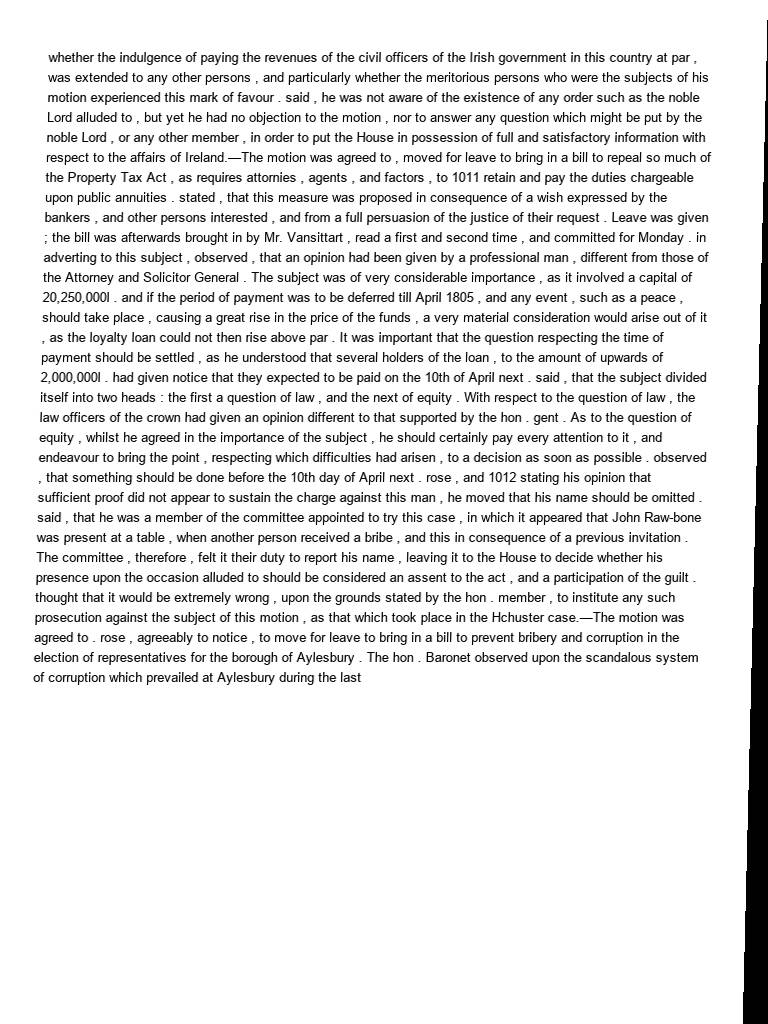 whether the indulgence of paying the revenues of the civil officers of the Irish government in this country at par ,
was extended to any other persons , and particularly whether the meritorious persons who were the subjects of his
motion experienced this mark of favour . said , he was not aware of the existence of any order such as the noble
Lord alluded to , but yet he had no objection to the motion , nor to answer any question which might be put by the
noble Lord , or any other member , in order to put the House in possession of full and satisfactory information with
respect to the affairs of Ireland.—The motion was agreed to , moved for leave to bring in a bill to repeal so much of
the Property Tax Act , as requires attornies , agents , and factors , to 1011 retain and pay the duties chargeable
upon public annuities . stated , that this measure was proposed in consequence of a wish expressed by the
bankers , and other persons interested , and from a full persuasion of the justice of their request . Leave was given
; the bill was afterwards brought in by Mr. Vansittart , read a first and second time , and committed for Monday . in
adverting to this subject , observed , that an opinion had been given by a professional man , different from those of
the Attorney and Solicitor General . The subject was of very considerable importance , as it involved a capital of
20,250,000l . and if the period of payment was to be deferred till April 1805 , and any event , such as a peace ,
should take place , causing a great rise in the price of the funds , a very material consideration would arise out of it
, as the loyalty loan could not then rise above par . It was important that the question respecting the time of
payment should be settled , as he understood that several holders of the loan , to the amount of upwards of
2,000,000l . had given notice that they expected to be paid on the 10th of April next . said , that the subject divided
itself into two heads : the first a question of law , and the next of equity . With respect to the question of law , the
law officers of the crown had given an opinion different to that supported by the hon . gent . As to the question of
equity , whilst he agreed in the importance of the subject , he should certainly pay every attention to it , and
endeavour to bring the point , respecting which difficulties had arisen , to a decision as soon as possible . observed
, that something should be done before the 10th day of April next . rose , and 1012 stating his opinion that
sufficient proof did not appear to sustain the charge against this man , he moved that his name should be omitted .
said , that he was a member of the committee appointed to try this case , in which it appeared that John Raw-bone
was present at a table , when another person received a bribe , and this in consequence of a previous invitation .
The committee , therefore , felt it their duty to report his name , leaving it to the House to decide whether his
presence upon the occasion alluded to should be considered an assent to the act , and a participation of the guilt .
thought that it would be extremely wrong , upon the grounds stated by the hon . member , to institute any such
prosecution against the subject of this motion , as that which took place in the Hchuster case.—The motion was
agreed to . rose , agreeably to notice , to move for leave to bring in a bill to prevent bribery and corruption in the
election of representatives for the borough of Aylesbury . The hon . Baronet observed upon the scandalous system
of corruption which prevailed at Aylesbury during the last